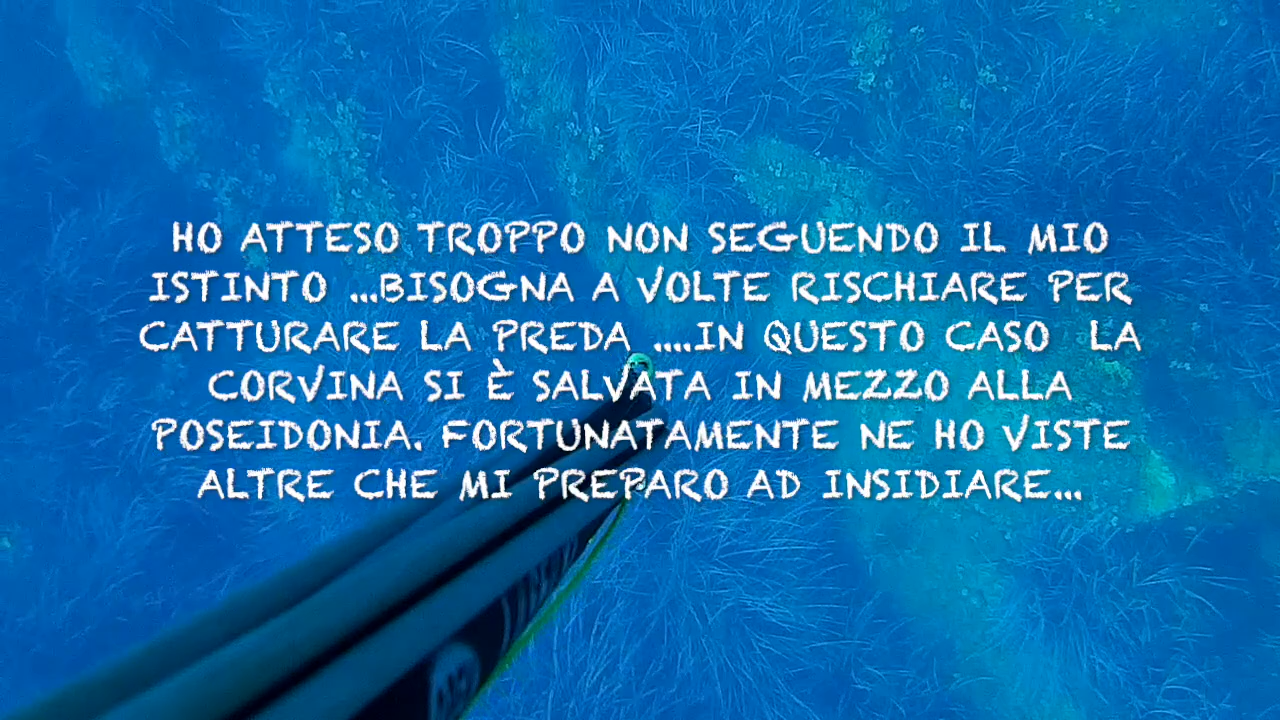 HO ATTESO TROPPO NON SEGUENDO IL MIO
ISTINTO ...BISOGNA A VOLTE RISCHIARE PER
CATTURARE LA PREDA ....IN QUESTO CASO LA
CORVINA SI È SALVATA IN MEZZO ALLA
POSEIDONIA. FORTUNATAMENTE NE HO VISTE
ALTRE CHE MI PREPARO AD INSIDIARE...